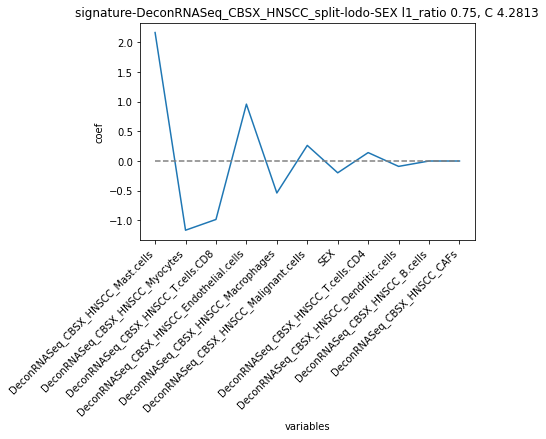 signature-DeconRNASeq_CBSX_HNSCC_split-lodo-SEX l1_ratio 0.75, C 4.2813
2.0
1.5
1.0
0.5
0.0
−0.5
−1.0
coef
DeconRNASeq_CBSX_HNSCC_Mast.cells
DeconRNASeq_CBSX_HNSCC_Myocytes
DeconRNASeq_CBSX_HNSCC_T.cells.CD8
DeconRNASeq_CBSX_HNSCC_Endothelial.cells
DeconRNASeq_CBSX_HNSCC_Macrophages
DeconRNASeq_CBSX_HNSCC_Malignant.cells
SEX
DeconRNASeq_CBSX_HNSCC_T.cells.CD4
DeconRNASeq_CBSX_HNSCC_Dendritic.cells
DeconRNASeq_CBSX_HNSCC_B.cells
DeconRNASeq_CBSX_HNSCC_CAFs
variables